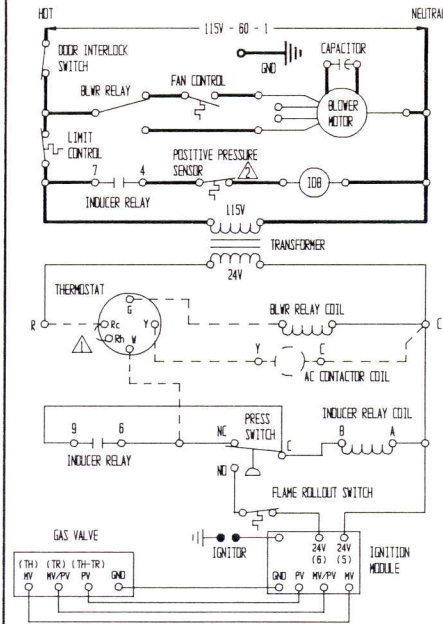 HOT
NEUTRAL
115V - 60 - 1
DOOR INTERLOCK
SWITCH
CAPACITOR
GND
BLWR RELAY
FAN CONTROL
BLOWER
MOTOR
LIMIT
CONTROL
POSITIVE PRESSURE
SENSOR
2
7
4
IDB
INDUCER RELAY
115V
TRANSFORMER
24V
THERMOSTAT
G
BLWR RELAY COIL
R
Rc
Y
C
Rh
W
1
Y
C
AC CONTACTOR COIL
PRESS
SWITCH
INDUCER RELAY COIL
9
6
NC
C
B
A
INDUCER RELAY
NO
FLAME ROLLOUT SWITCH
GAS VALVE
IGNITOR
24V
(6)
24V
(5)
IGNITION
MODULE
(TH)
(TR)
(TH-TR)
MV
MV/PV
PV
GND
GND
PV
MV/PV
MV